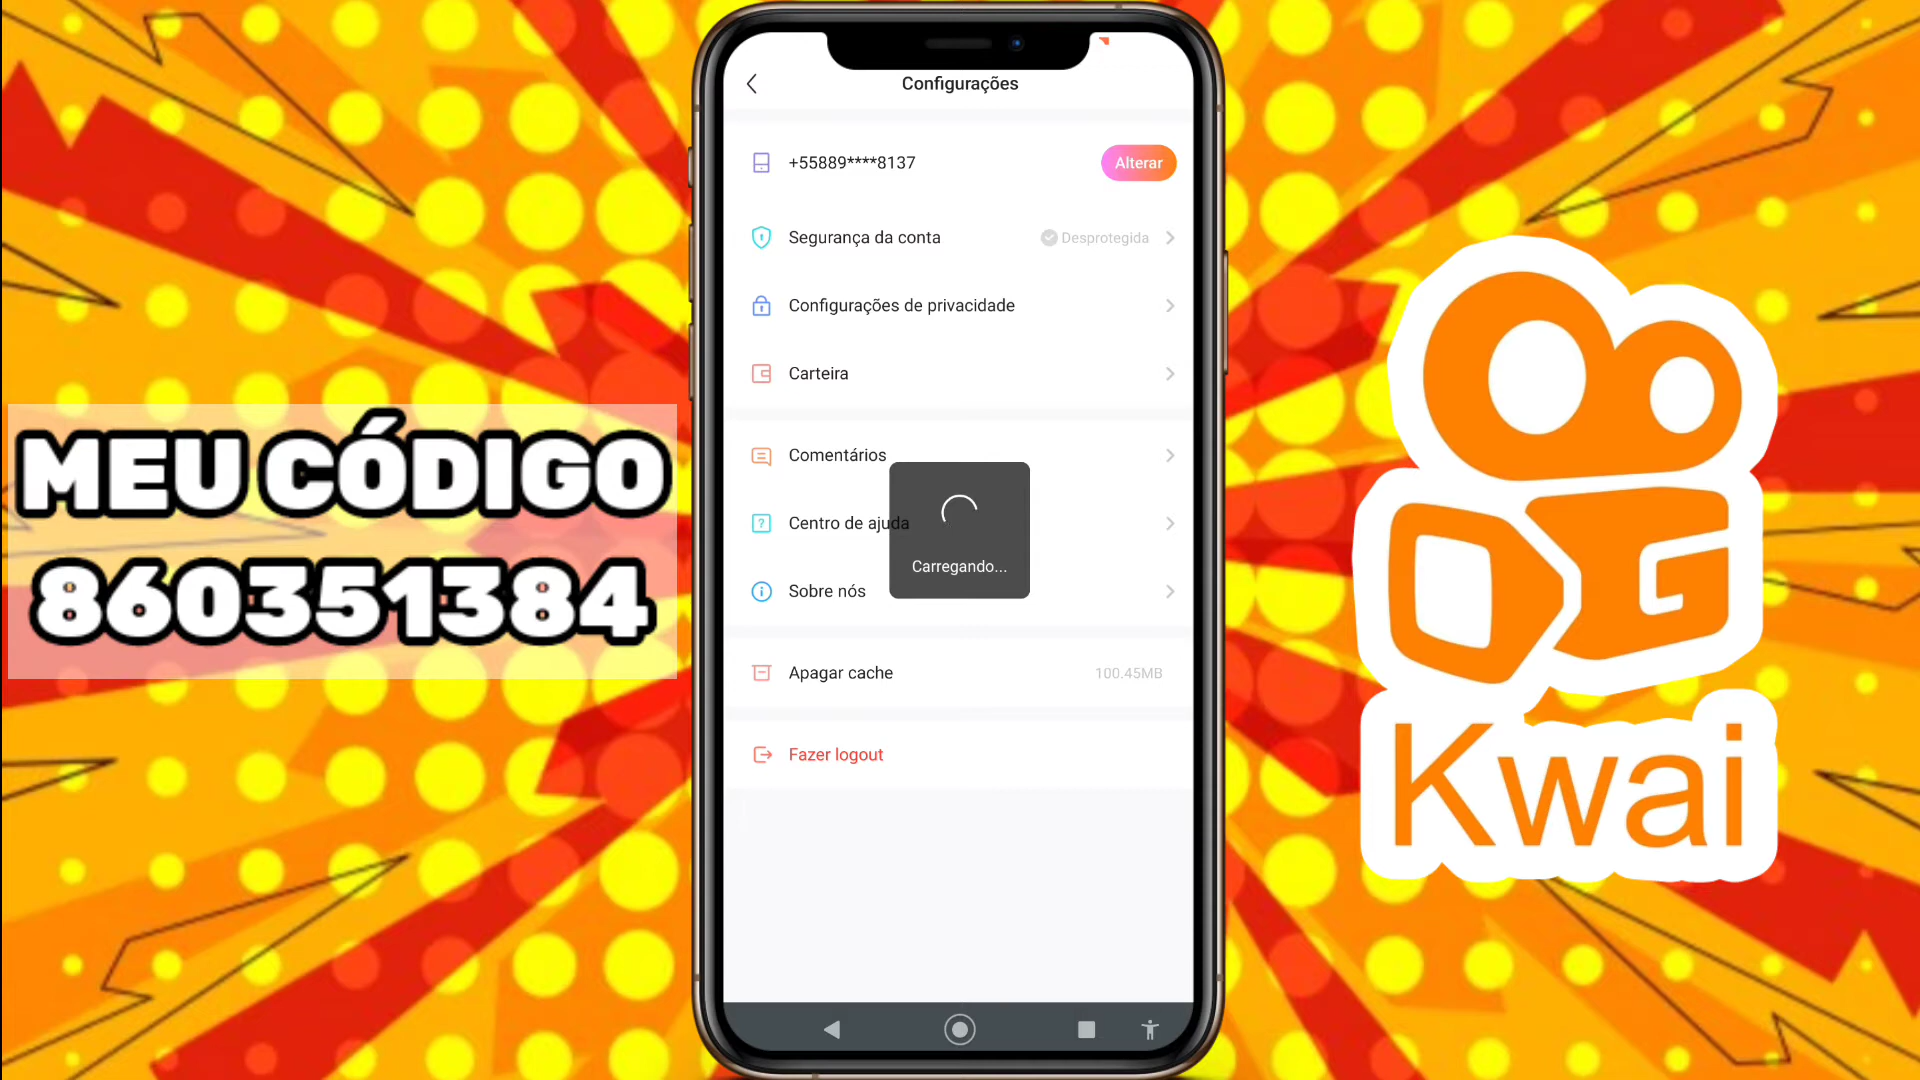 MEU CÓDIGO
860351384
Configurações
+55889****8137
Alterar
Segurança da conta
Desprotegida
Configurações de privacidade
Carteira
Comentários
Centro de ajuda
Carregando...
Sobre nós
Apagar cache
100.45MB
Fazer logout
Kwai